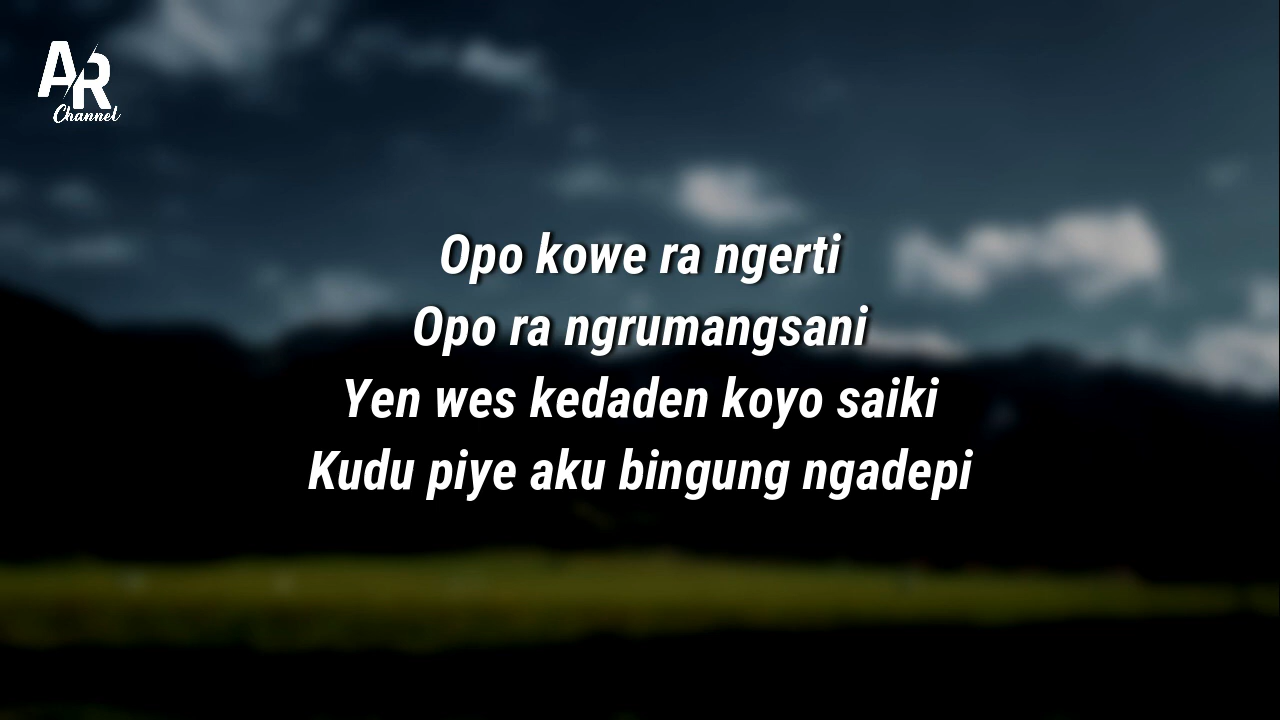 AR
Channel
Opo kowe ra ngerti
Opo ra ngrumangsani
Yen wes kedaden koyo saiki
Kudu piye aku bingung ngadepi